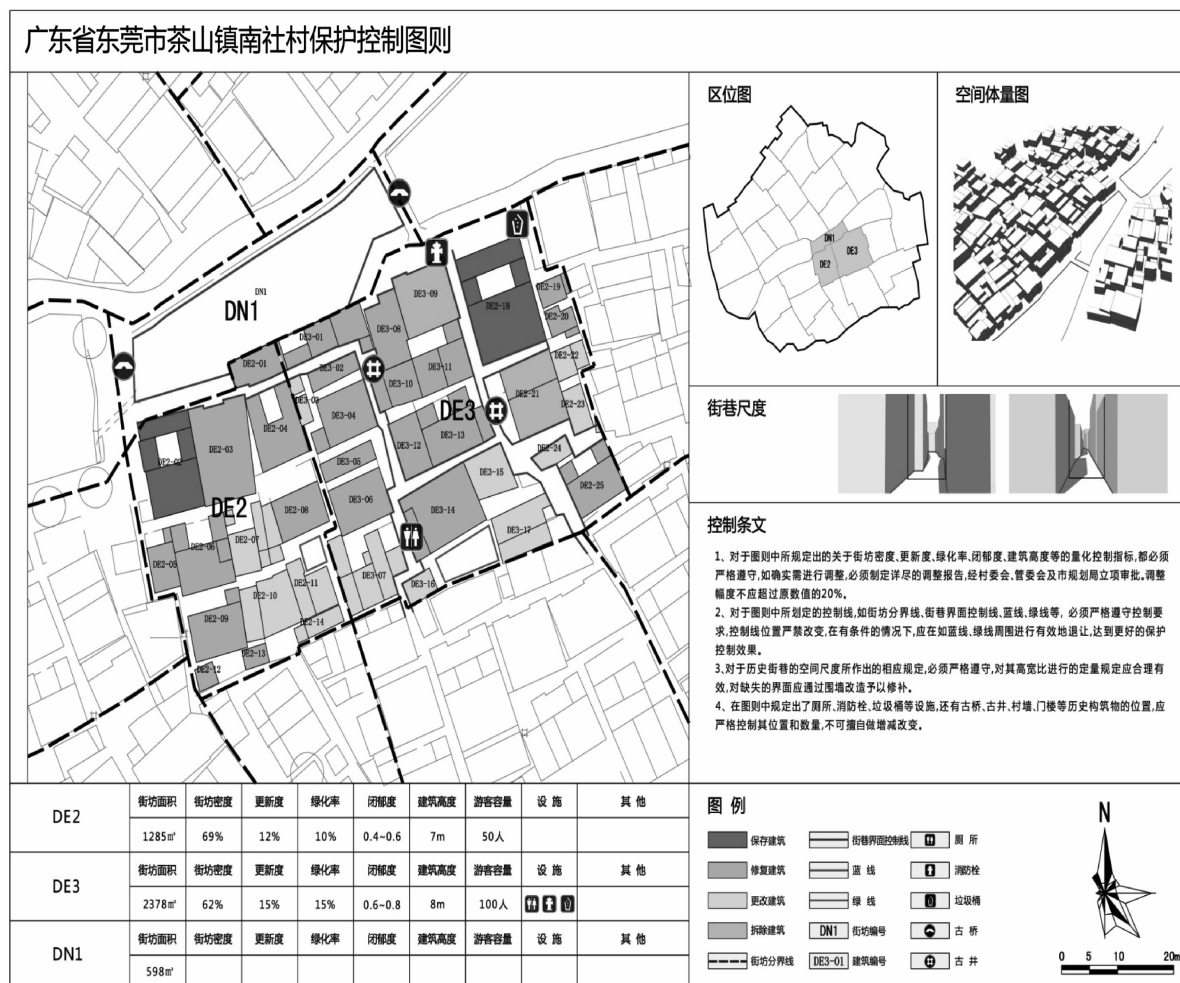 广东省东莞市茶山镇南社村保护控制图则
DN1
DN1
DE2-01
DE3-01
DE3-02
DE3-03
DE3-04
DE3-05
DE3-06
DE3-07
DE3-08
DE3-09
DE3-10
DE3-11
DE3-12
DE3-13
DE3-14
DE3-15
DE3-16
DE3-17
DE3
DE2-18
DE2-19
DE2-20
DE2-21
DE2-22
DE2-23
DE2-24
DE2-25
DE2-02
DE2-03
DE2-04
DE2
DE2-05
DE2-06
DE2-07
DE2-08
DE2-09
DE2-10
DE2-11
DE2-12
DE2-13
DE2-14
区位图
DN1
DE3
DE2
空间体量图
街巷尺度
控制条文
1、对于图则中所规定出的关于街坊密度、更新度、绿化率、闭郁度、建筑高度等的量化控制指标,都必须
严格遵守,如确实需进行调整,必须制定详尽的调整报告,经村委会、管委会及市规划局立项审批。调整
幅度不应超过原数值的20%。
2、对于图则中所划定的控制线,如街坊分界线、街巷界面控制线、蓝线、绿线等, 必须严格遵守控制要
求,控制线位置严禁改变,在有条件的情况下,应在如蓝线、绿线周围进行有效地退让,达到更好的保护
控制效果。
3、对于历史街巷的空间尺度所作出的相应规定,必须严格遵守,对其高宽比进行的定量规定应合理有
效,对缺失的界面应通过围墙改造予以修补。
4、在图则中规定出了厕所、消防栓、垃圾桶等设施,还有古桥、古井、村墙、门楼等历史构筑物的位置,应
严格控制其位置和数量,不可擅自做增减改变。
DE2 街坊面积 街坊密度 更新度 绿化率 闭郁度 建筑高度 游客容量 设 施 其 他
1285㎡ 69% 12% 10% 0.4~0.6 7m 50人
DE3 街坊面积 街坊密度 更新度 绿化率 闭郁度 建筑高度 游客容量 设 施 其 他
2378㎡ 62% 15% 15% 0.6~0.8 8m 100人
DN1 街坊面积 街坊密度 更新度 绿化率 闭郁度 建筑高度 游客容量 设 施 其 他
598㎡
图 例
保存建筑 街巷界面控制线 厕 所
修复建筑 蓝 线 消防栓
更改建筑 绿 线 垃圾桶
拆除建筑 DN1 街坊编号 古 桥
街坊分界线 DE3-01 建筑编号 古 井
N
0 5 10 20m